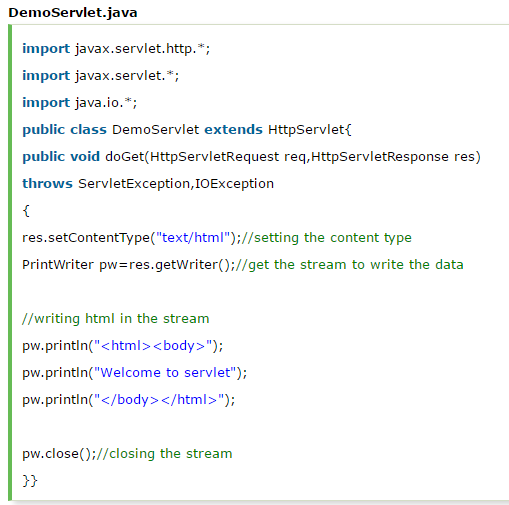 DemoServlet.java
import javax.servlet.http.*;
import javax.servlet.*;
import java.io.*;
public class DemoServlet extends HttpServlet{
public void doGet(HttpServletRequest req,HttpServletResponse res)
throws ServletException,IOException
{
res.setContentType("text/html");//setting the content type
PrintWriter pw=res.getWriter();//get the stream to write the data
//writing html in the stream
pw.println("<html><body>");
pw.println("Welcome to servlet");
pw.println("</body></html>");
pw.close();//closing the stream
}}